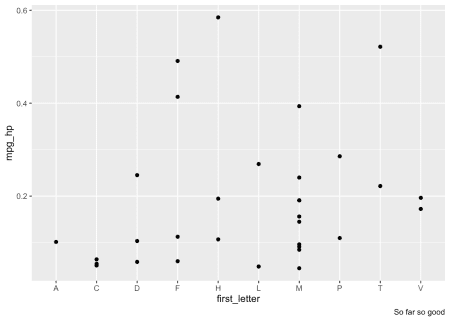 0.6
0.4
0.2
mpg_hp
A C D F H L M P T V
first_letter
So far so good